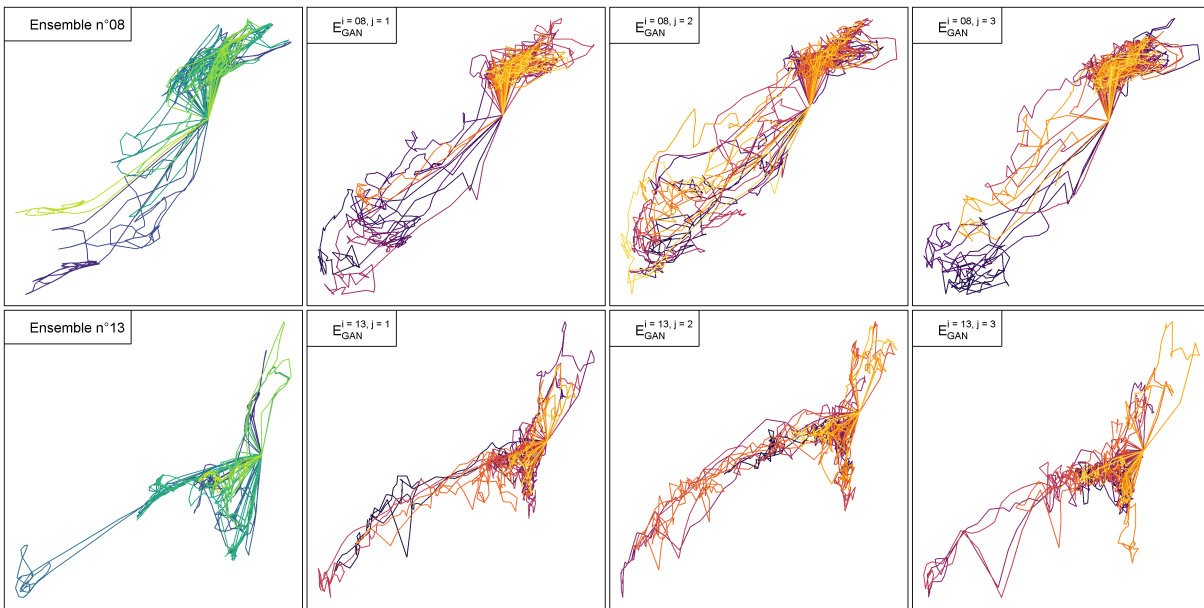 Ensemble n°08
E_GAN^{i = 08, j = 1}
E_GAN^{i = 08, j = 2}
E_GAN^{i = 08, j = 3}
Ensemble n°13
E_GAN^{i = 13, j = 1}
E_GAN^{i = 13, j = 2}
E_GAN^{i = 13, j = 3}